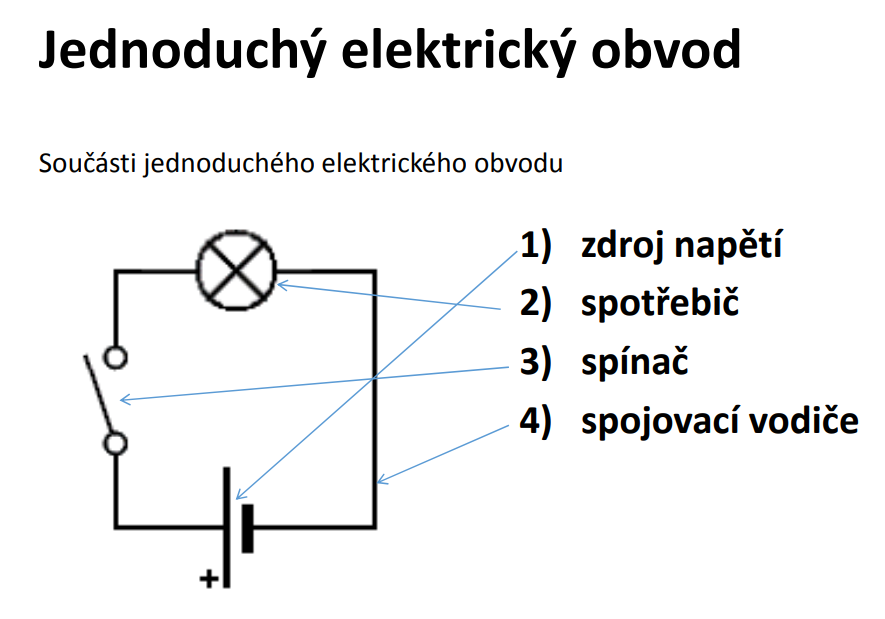 Jednoduchý elektrický obvod
Součásti jednoduchého elektrického obvodu
1) zdroj napětí
2) spotřebič
3) spínač
4) spojovací vodiče
+